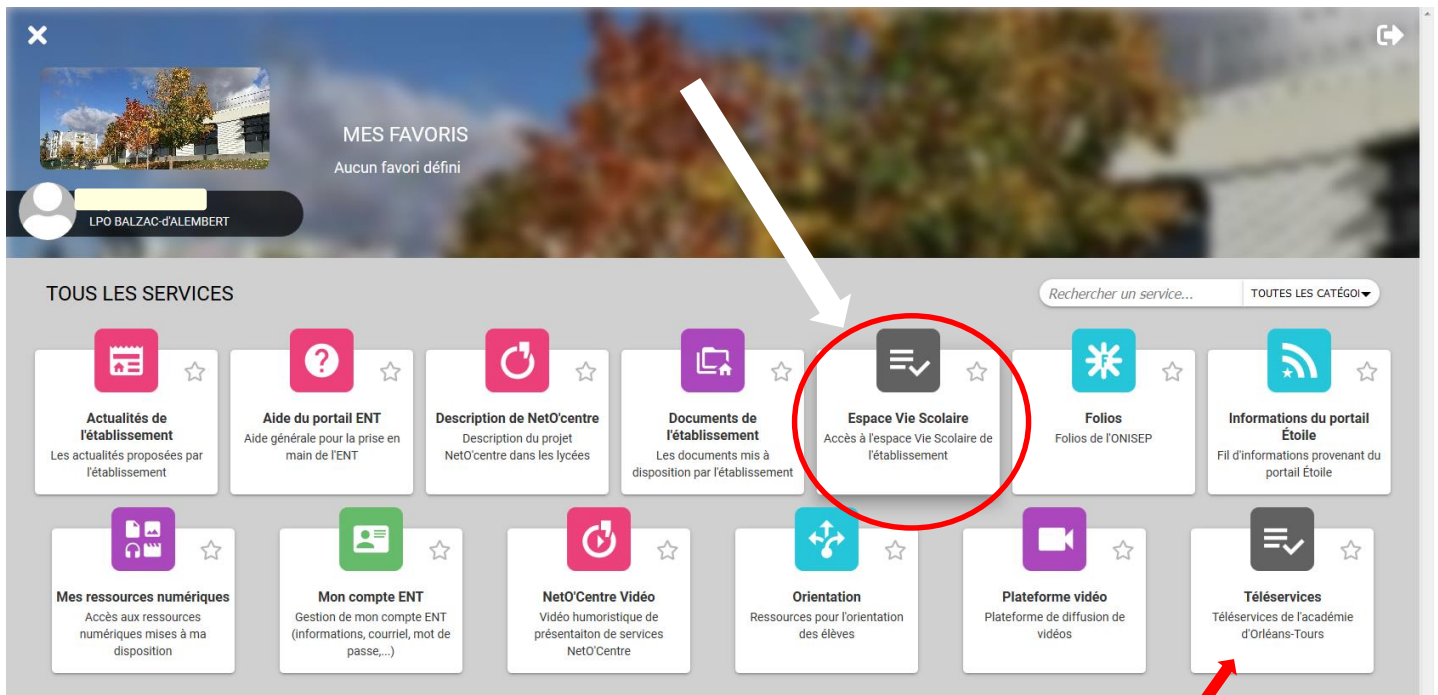 MES FAVORIS
Aucun favori défini
LPO BALZAC-d'ALEMBERT
TOUS LES SERVICES
Rechercher un service...
TOUTES LES CATÉGOI
Actualités de
l'établissement
Les actualités proposées par
l'établissement
Aide du portail ENT
Aide générale pour la prise en
main de l'ENT
Description de NetO'centre
Description du projet
NetO'centre dans les lycées
Documents de
l'établissement
Les documents mis à
disposition par l'établissement
Espace Vie Scolaire
Accès à l'espace Vie Scolaire de
l'établissement
Folios
Folios de l'ONISEP
Informations du portail
Étoile
Fil d'informations provenant du
portail Étoile
Mes ressources numériques
Accès aux ressources
numériques mises à ma
disposition
Mon compte ENT
Gestion de mon compte ENT
(informations, courriel, mot de
passe,...)
NetO'Centre Vidéo
Vidéo humoristique de
présentaiton de services
NetO'Centre
Orientation
Ressources pour l'orientation
des élèves
Plateforme vidéo
Plateforme de diffusion de
vidéos
Téléservices
Téléservices de l'académie
d'Orléans-Tours